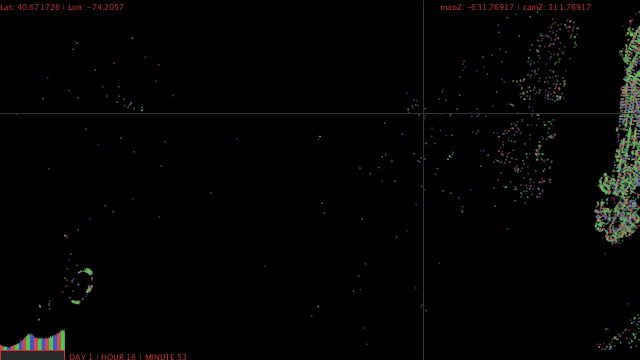 Lat: 40.671726 | Lon: -74.2057
mapZ: -631.76917 | camZ: 311.76917
DAY 1 | HOUR 16 | MINUTE 53